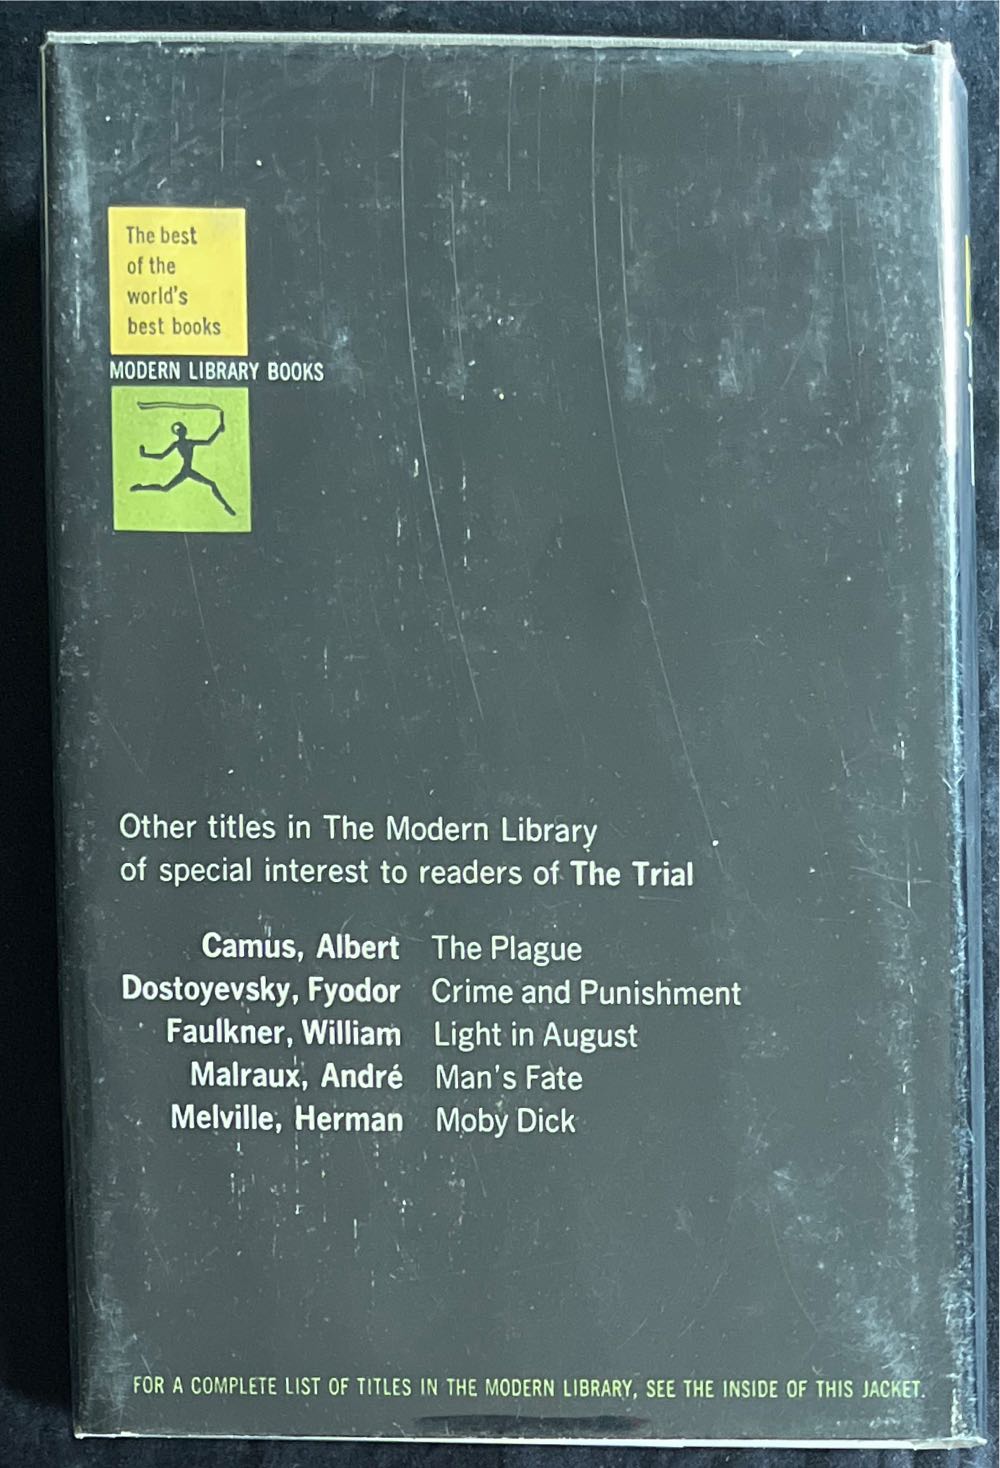 The best
of the
world's
best books
MODERN LIBRARY BOOKS
Other titles in The Modern Library
of special interest to readers of The Trial
Camus, Albert The Plague
Dostoyevsky, Fyodor Crime and Punishment
Faulkner, William Light in August
Malraux, André Man's Fate
Melville, Herman Moby Dick
FOR A COMPLETE LIST OF TITLES IN THE MODERN LIBRARY, SEE THE INSIDE OF THIS JACKET.